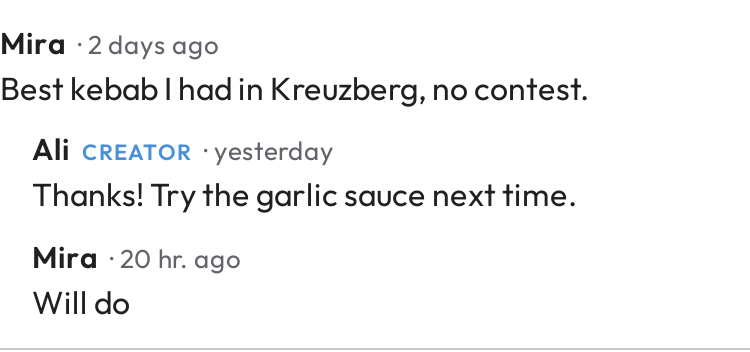 Mira · 2 days ago
Best kebab I had in Kreuzberg, no contest.
Ali CREATOR · yesterday
Thanks! Try the garlic sauce next time.
Mira · 20 hr. ago
Will do